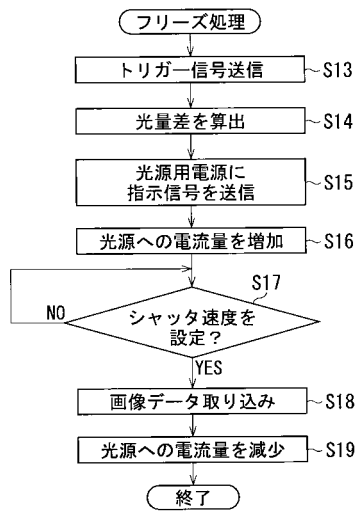 フリーズ処理
トリガー信号送信 S13
光量差を算出 S14
光源用電源に
指示信号を送信 S15
光源への電流量を増加 S16
S17
シャッタ速度を
設定?
NO
YES
画像データ取り込み S18
光源への電流量を減少 S19
終了